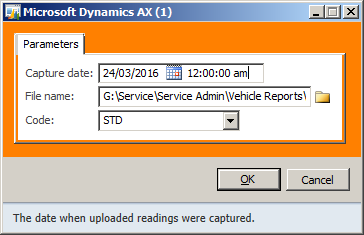 Microsoft Dynamics AX (1)
Parameters
Capture date: 24/03/2016 12:00:00 am
File name: G:\Service\Service Admin\Vehicle Reports\
Code: STD
OK Cancel
The date when uploaded readings were captured.